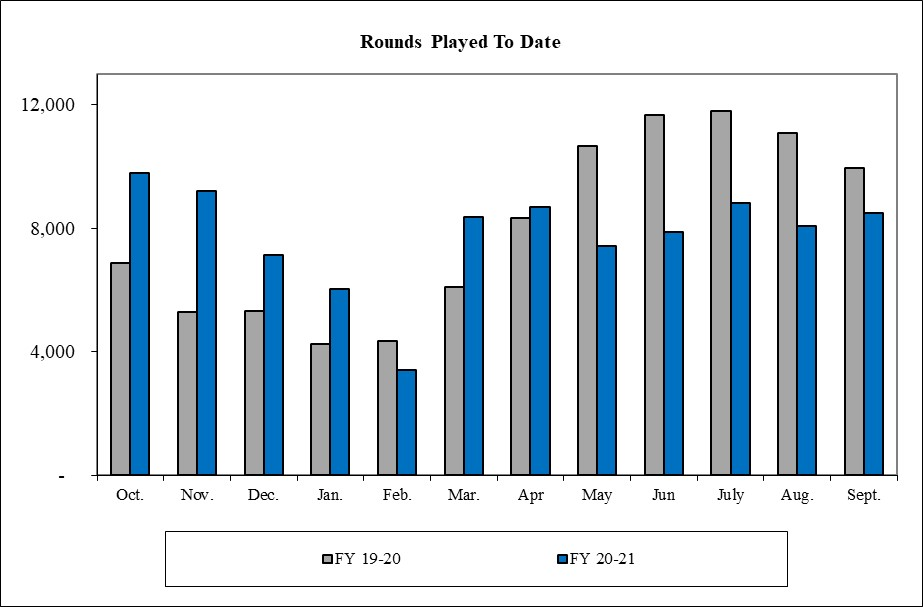 Rounds Played To Date
12,000
8,000
4,000
-
Oct. Nov. Dec. Jan. Feb. Mar. Apr May Jun July Aug. Sept.
FY 19-20 FY 20-21